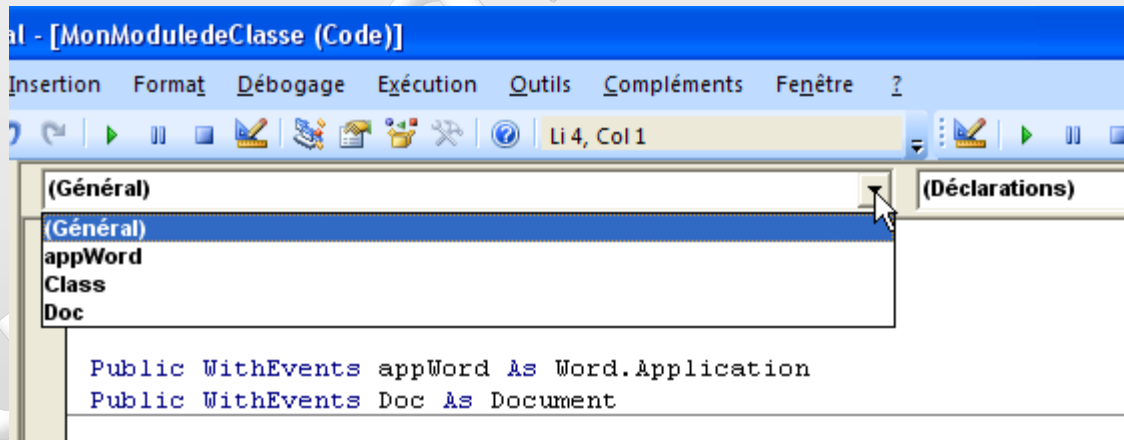 al - [MonModuledeClasse (Code)]
Insertion Format Débogage Exécution Outils Compléments Fenêtre ?
Li 4, Col 1
(Général) (Déclarations)
(Général)
appWord
Class
Doc
Public WithEvents appWord As Word.Application
Public WithEvents Doc As Document